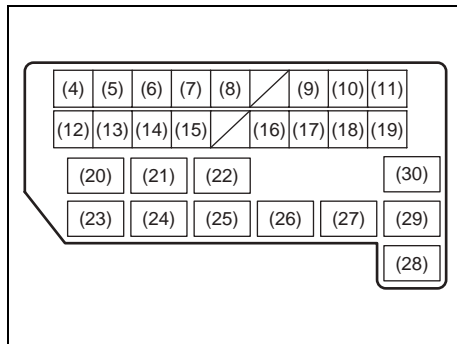 (4) (5) (6) (7) (8) (9) (10) (11)
(12) (13) (14) (15) (16) (17) (18) (19)
(20) (21) (22) (30)
(23) (24) (25) (26) (27) (29)
(28)